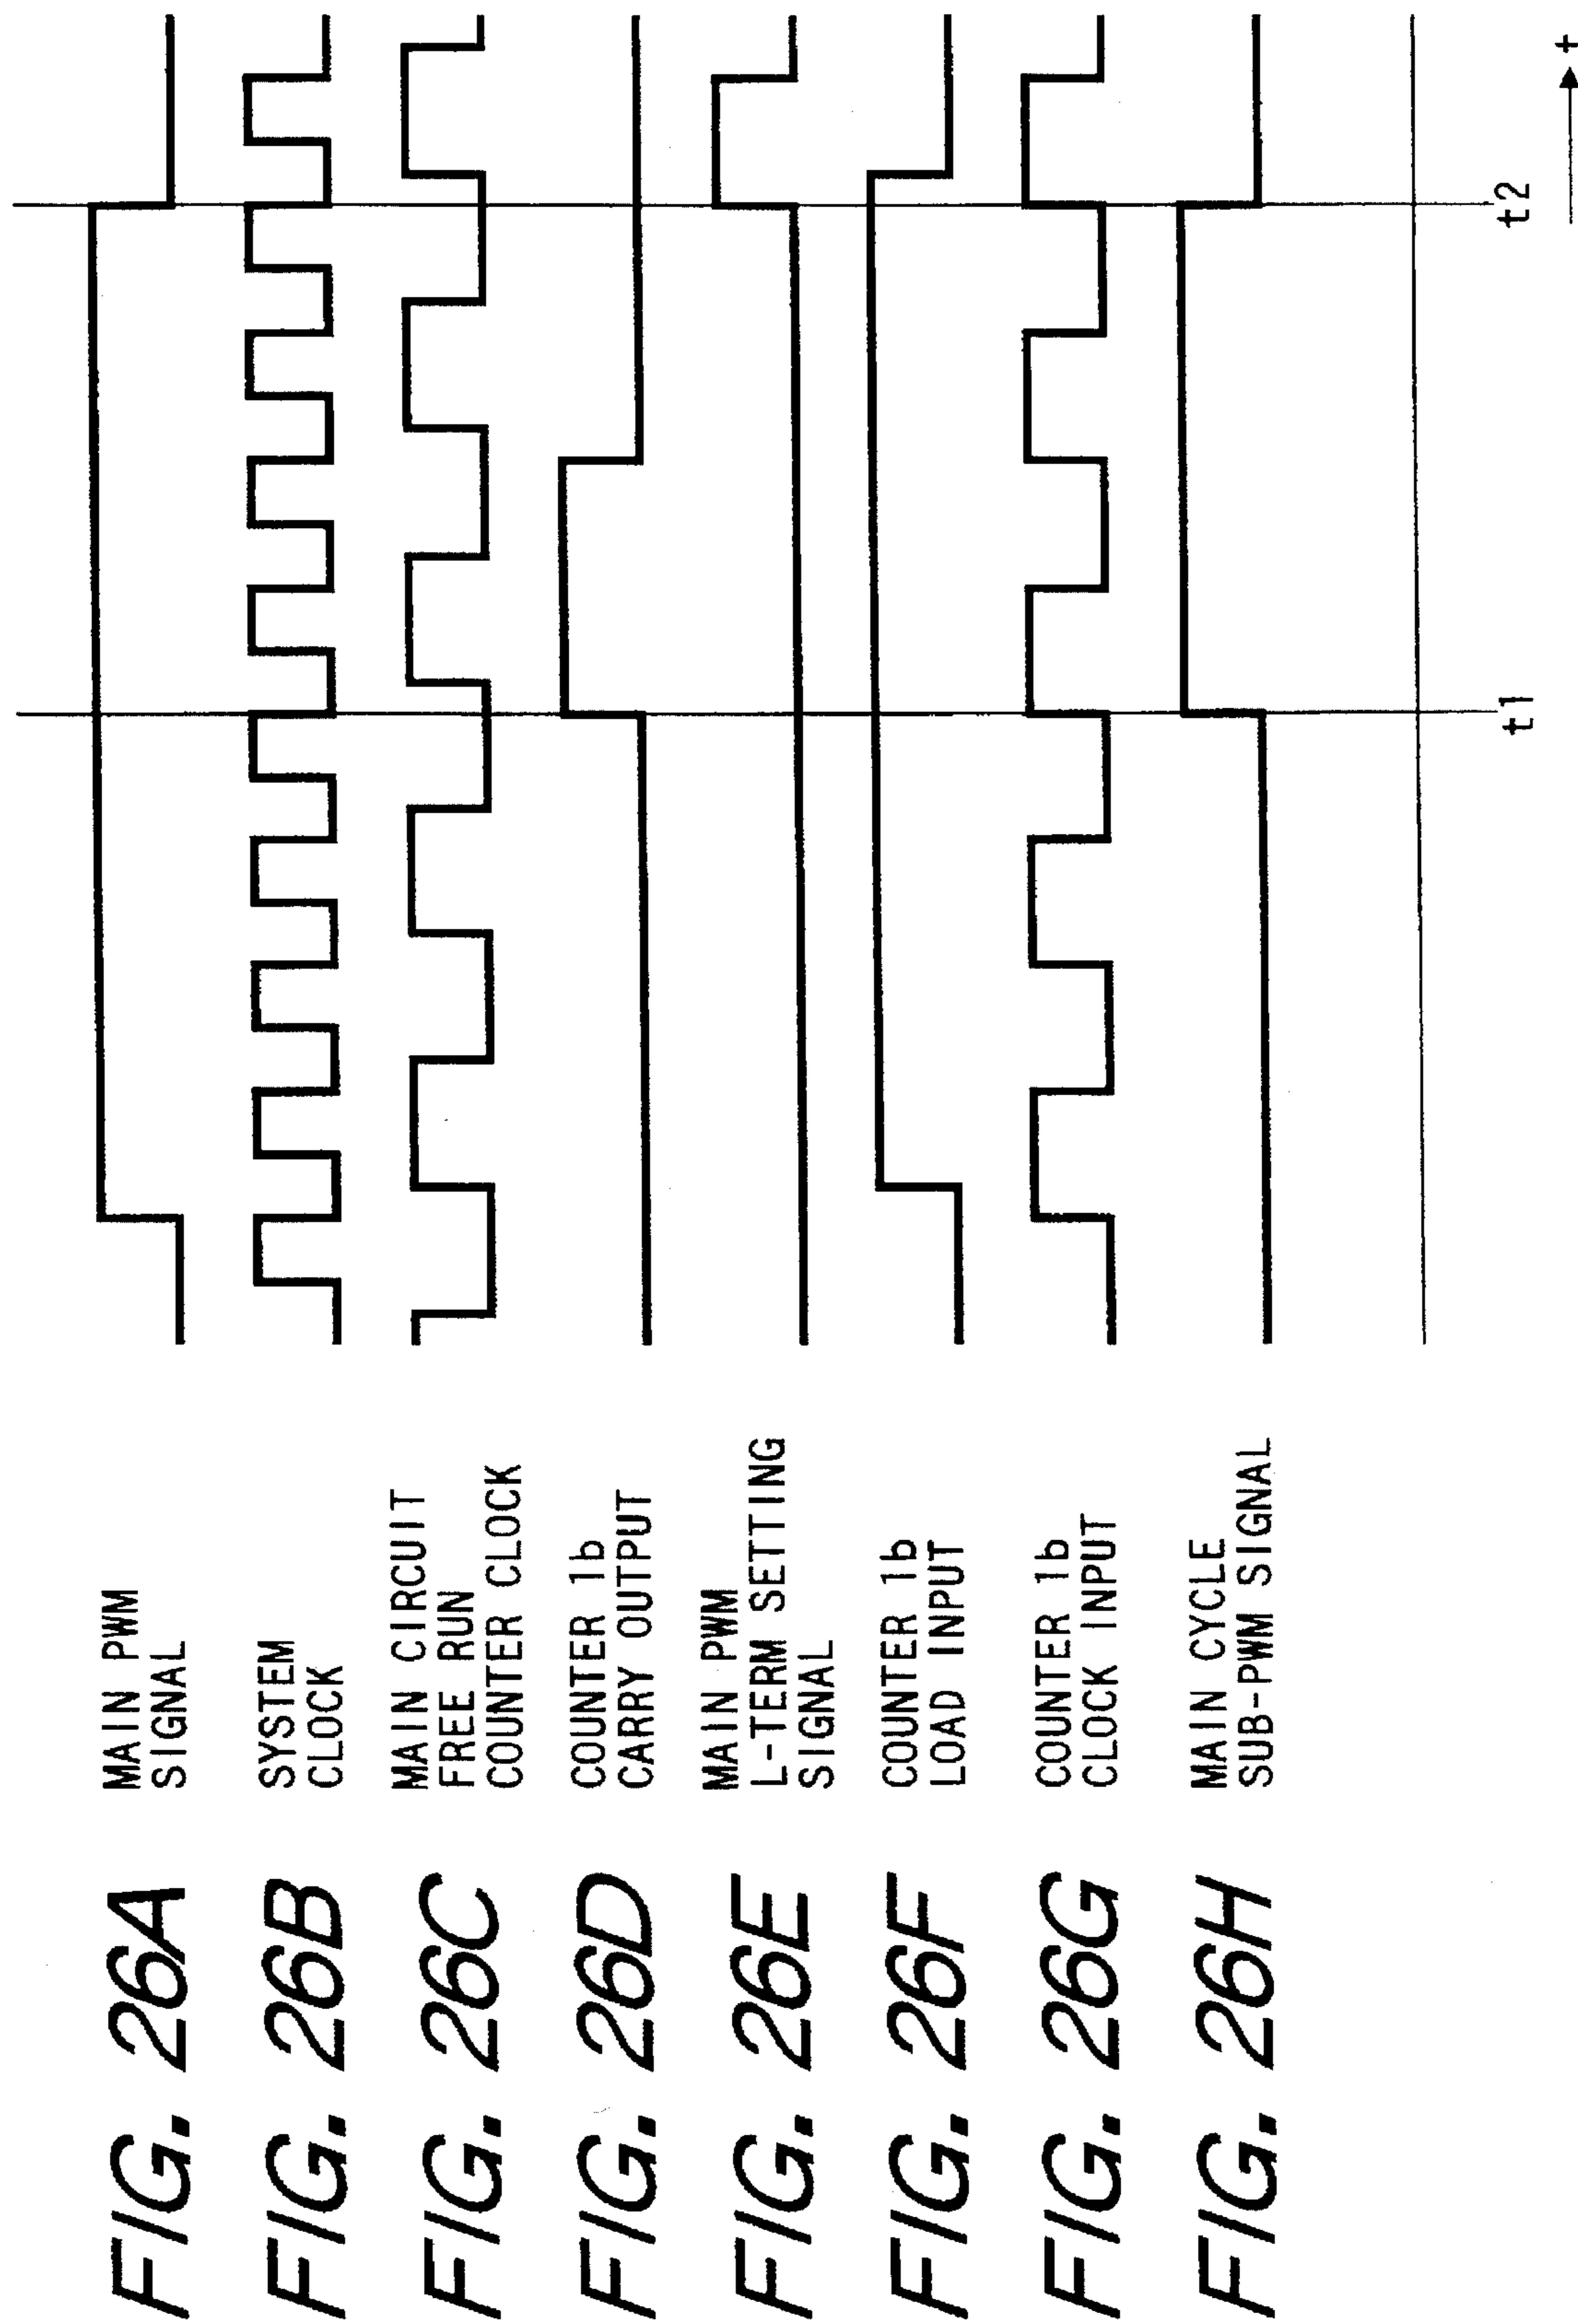 FIG. 26A
MAIN PWM
SIGNAL
FIG. 26B
SYSTEM
CLOCK
FIG. 26C
MAIN CIRCUIT
FREE RUN
COUNTER CLOCK
FIG. 26D
COUNTER 1b
CARRY OUTPUT
FIG. 26E
MAIN PWM
L-TERM SETTING
SIGNAL
FIG. 26F
COUNTER 1b
LOAD INPUT
FIG. 26G
COUNTER 1b
CLOCK INPUT
FIG. 26H
MAIN CYCLE
SUB-PWM SIGNAL
t1
t2
t